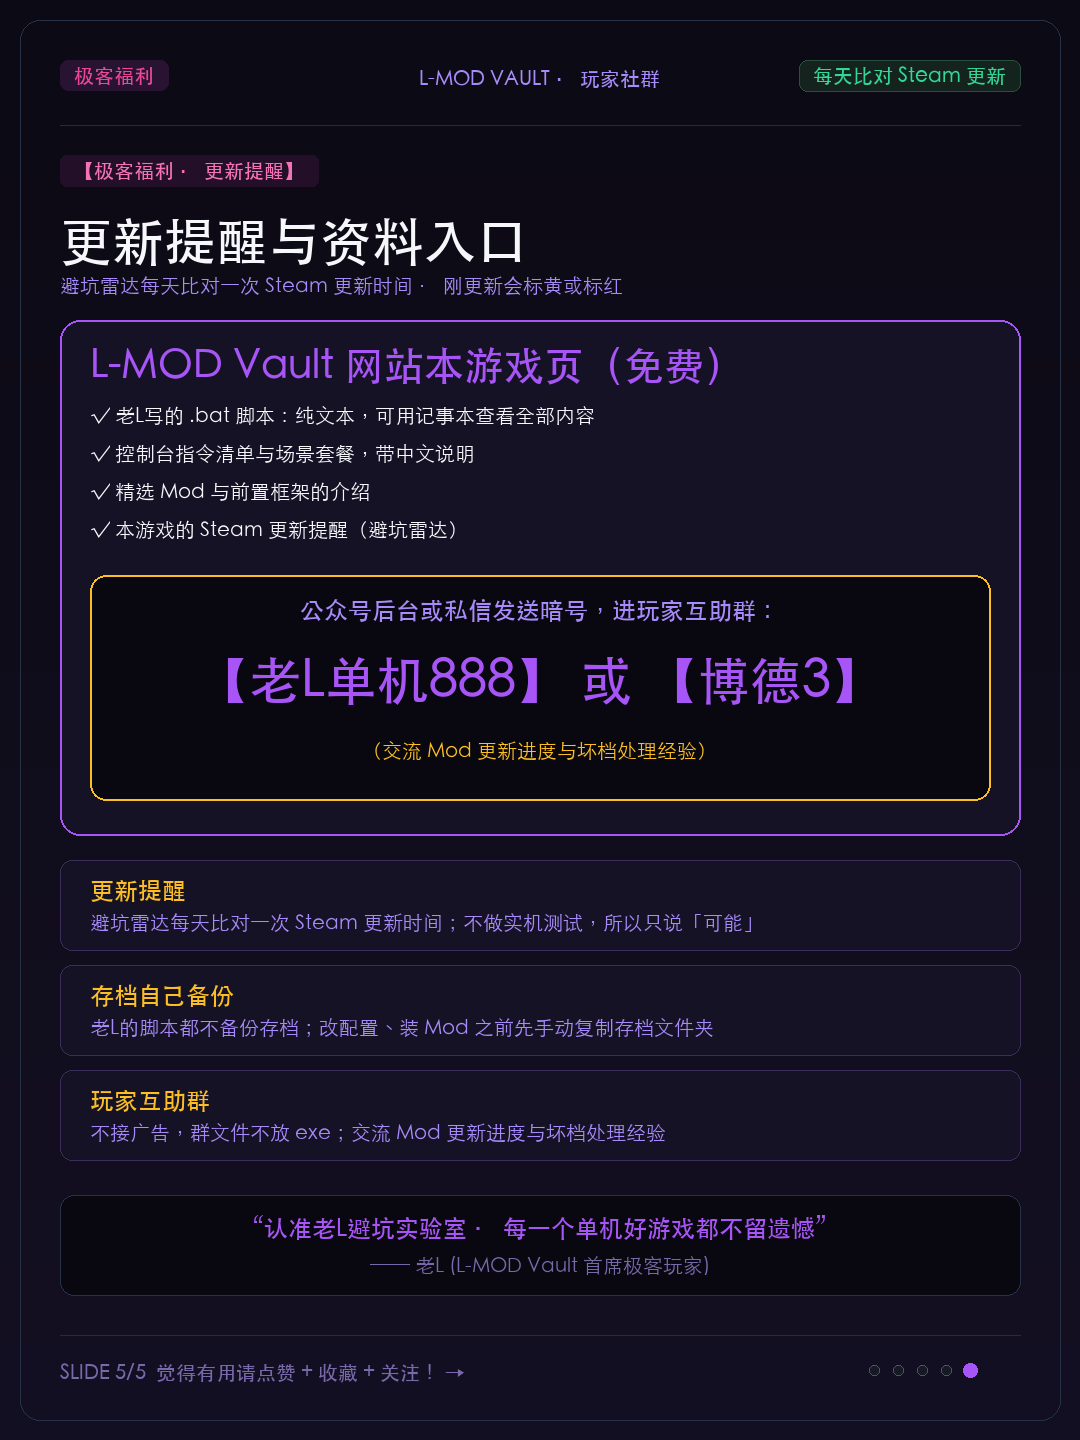 极客福利
L-MOD VAULT · 玩家社群
每天比对 Steam 更新
【极客福利 · 更新提醒】
更新提醒与资料入口
避坑雷达每天比对一次 Steam 更新时间 · 刚更新会标黄或标红
L-MOD Vault 网站本游戏页（免费）
✓ 老L写的 .bat 脚本：纯文本，可用记事本查看全部内容
✓ 控制台指令清单与场景套餐，带中文说明
✓ 精选 Mod 与前置框架的介绍
✓ 本游戏的 Steam 更新提醒（避坑雷达）
公众号后台或私信发送暗号，进玩家互助群：
【老L单机888】 或 【博德3】
（交流 Mod 更新进度与坏档处理经验）
更新提醒
避坑雷达每天比对一次 Steam 更新时间；不做实机测试，所以只说「可能」
存档自己备份
老L的脚本都不备份存档；改配置、装 Mod 之前先手动复制存档文件夹
玩家互助群
不接广告，群文件不放 exe；交流 Mod 更新进度与坏档处理经验
“认准老L避坑实验室 · 每一个单机好游戏都不留遗憾”
—— 老L (L-MOD Vault 首席极客玩家)
SLIDE 5/5 觉得有用请点赞 + 收藏 + 关注！ →